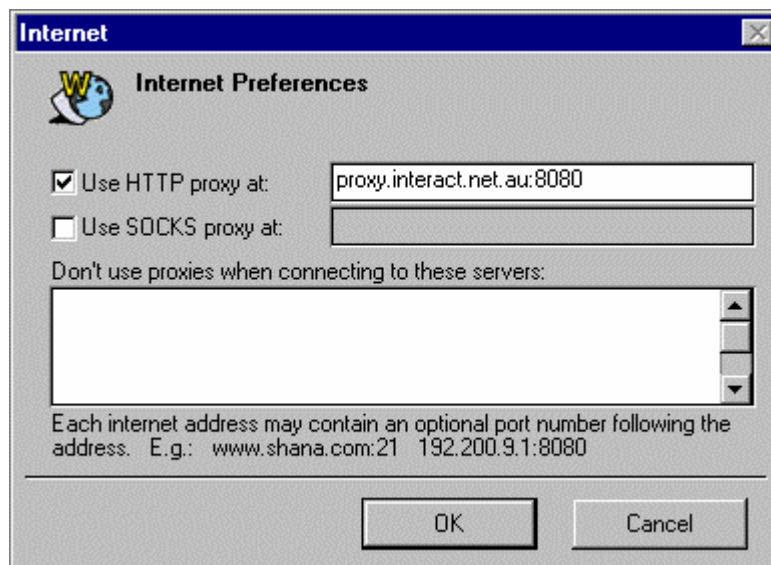 Internet
W
Internet Preferences
Use HTTP proxy at: proxy.interact.net.au:8080
Use SOCKS proxy at:
Don't use proxies when connecting to these servers:
Each internet address may contain an optional port number following the
address.  E.g.:  www.shana.com:21  192.200.9.1:8080
OK Cancel